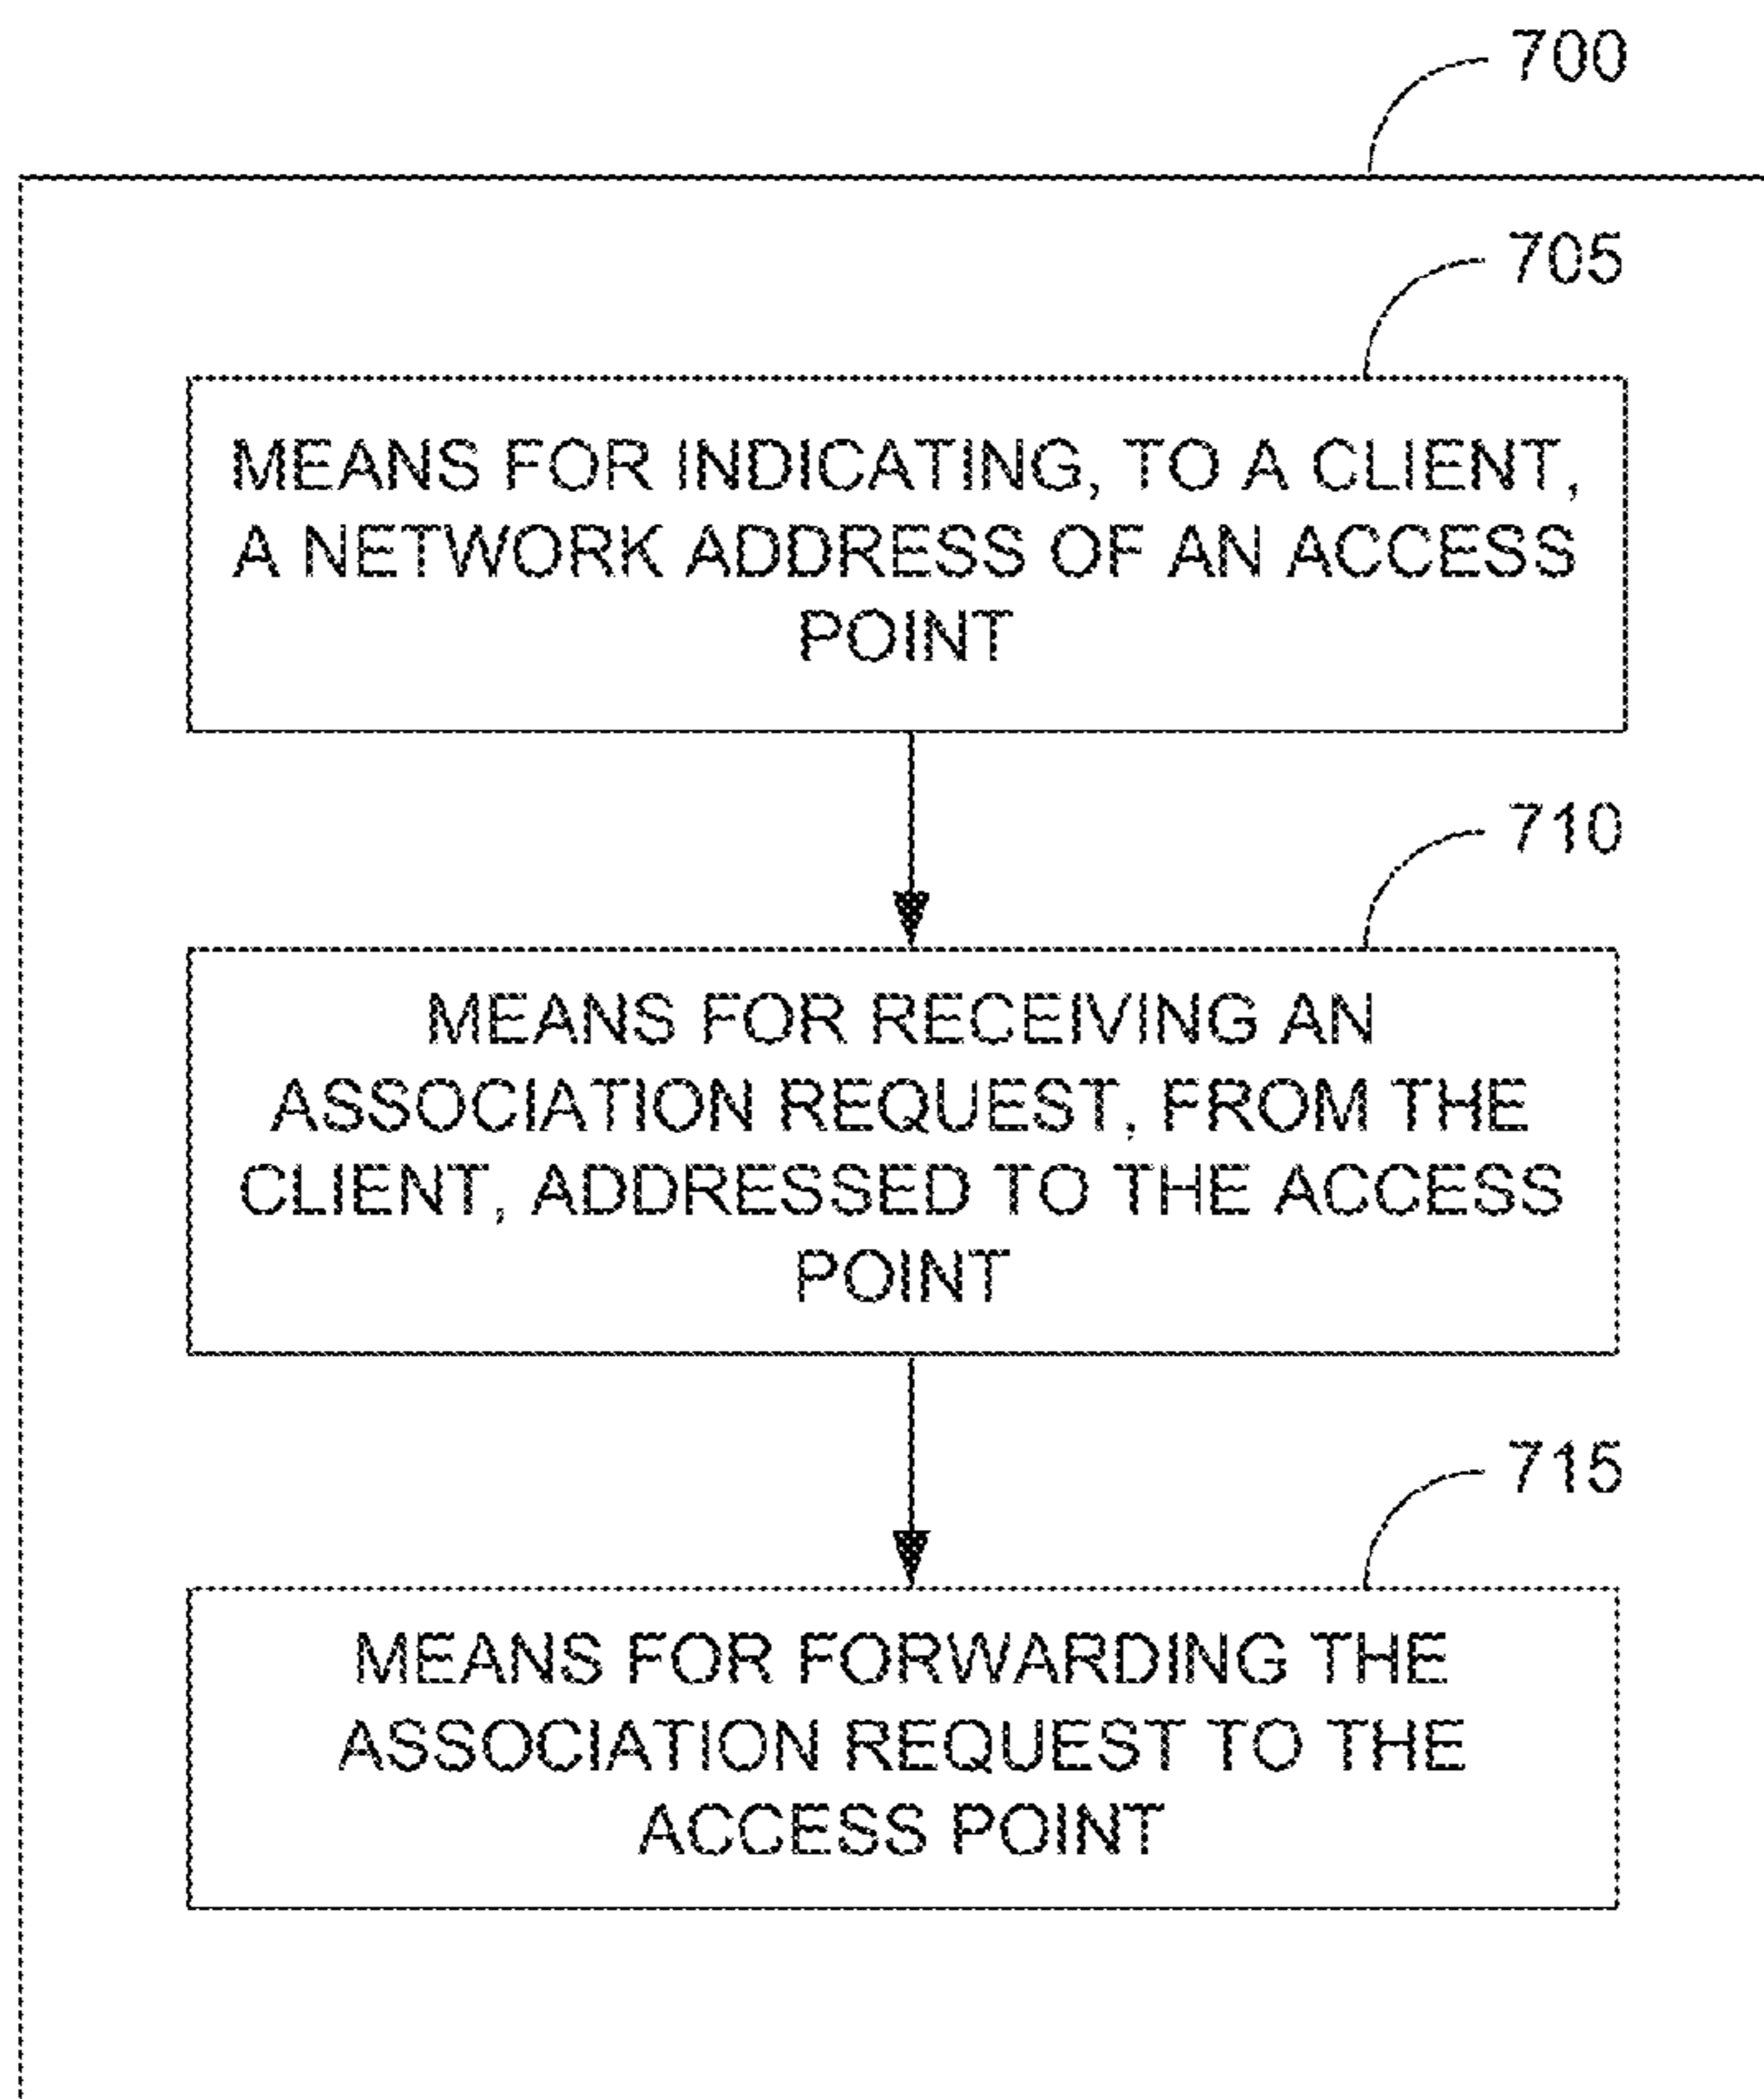 700
705
MEANS FOR INDICATING, TO A CLIENT,
A NETWORK ADDRESS OF AN ACCESS
POINT
710
MEANS FOR RECEIVING AN
ASSOCIATION REQUEST, FROM THE
CLIENT, ADDRESSED TO THE ACCESS
POINT
715
MEANS FOR FORWARDING THE
ASSOCIATION REQUEST TO THE
ACCESS POINT